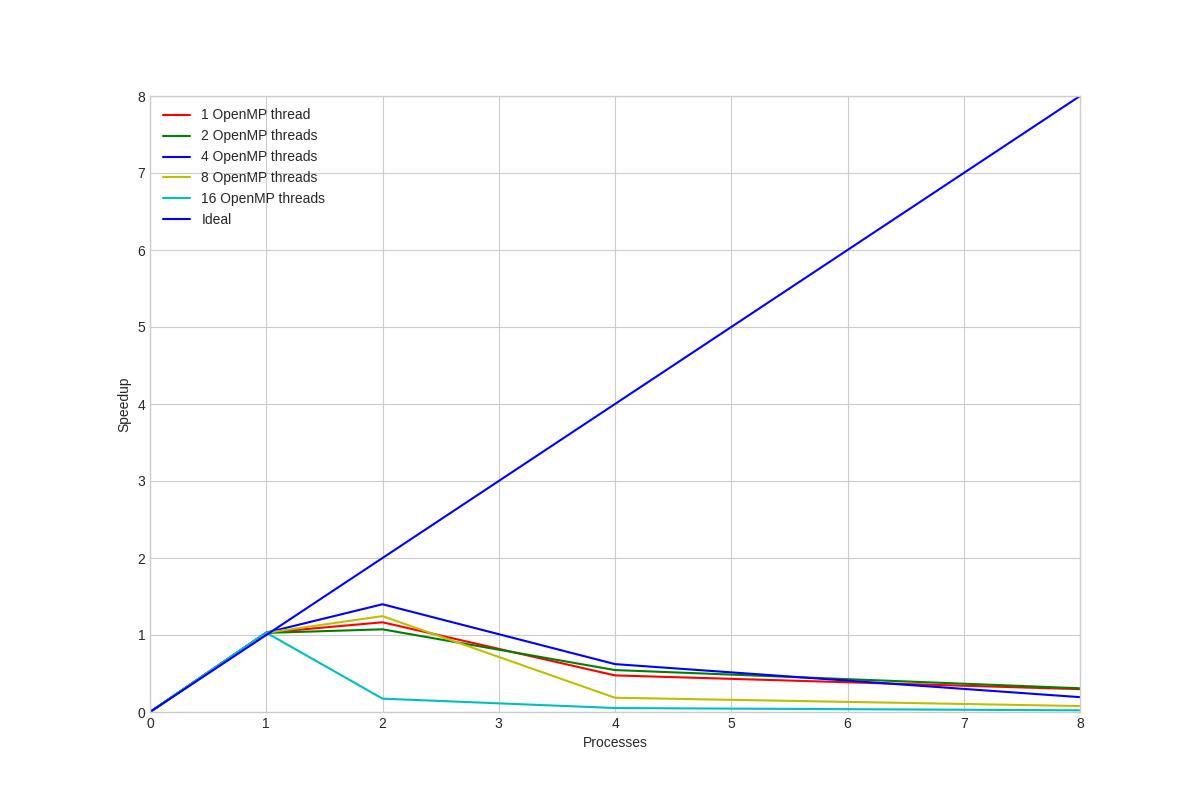 8
7
6
5
4
3
2
1
0
Speedup
1 OpenMP thread
2 OpenMP threads
4 OpenMP threads
8 OpenMP threads
16 OpenMP threads
Ideal
0 1 2 3 4 5 6 7 8
Processes